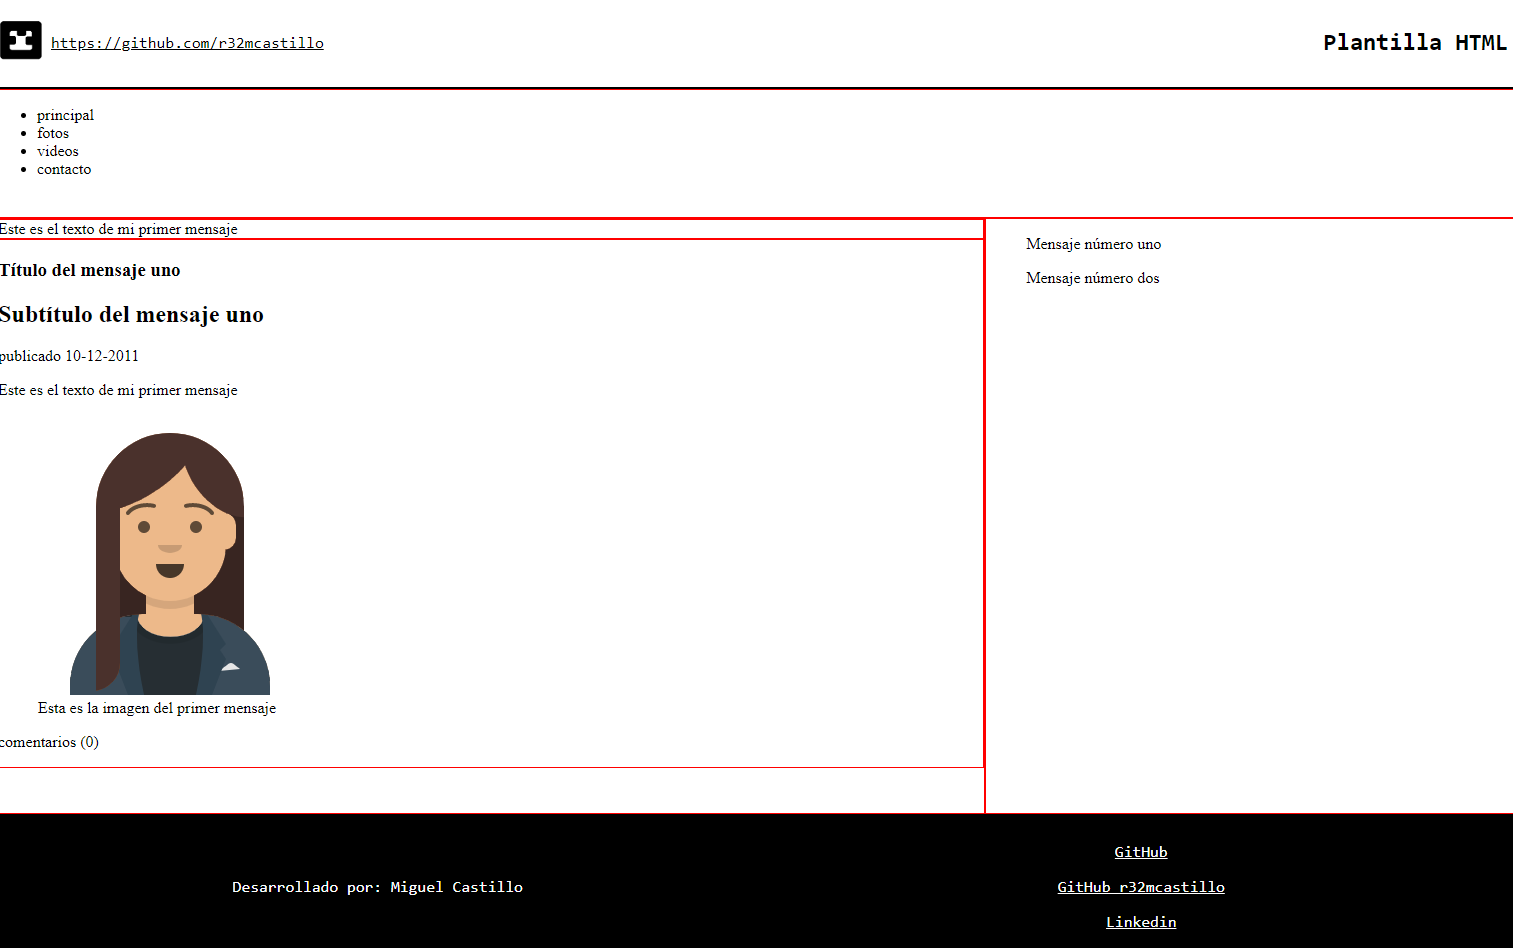 https://github.com/r32mcastillo
Plantilla HTML
principal
fotos
videos
contacto
Este es el texto de mi primer mensaje
Título del mensaje uno
Subtítulo del mensaje uno
publicado 10-12-2011
Este es el texto de mi primer mensaje
Esta es la imagen del primer mensaje
comentarios (0)
Mensaje número uno
Mensaje número dos
Desarrollado por: Miguel Castillo
GitHub
GitHub r32mcastillo
Linkedin